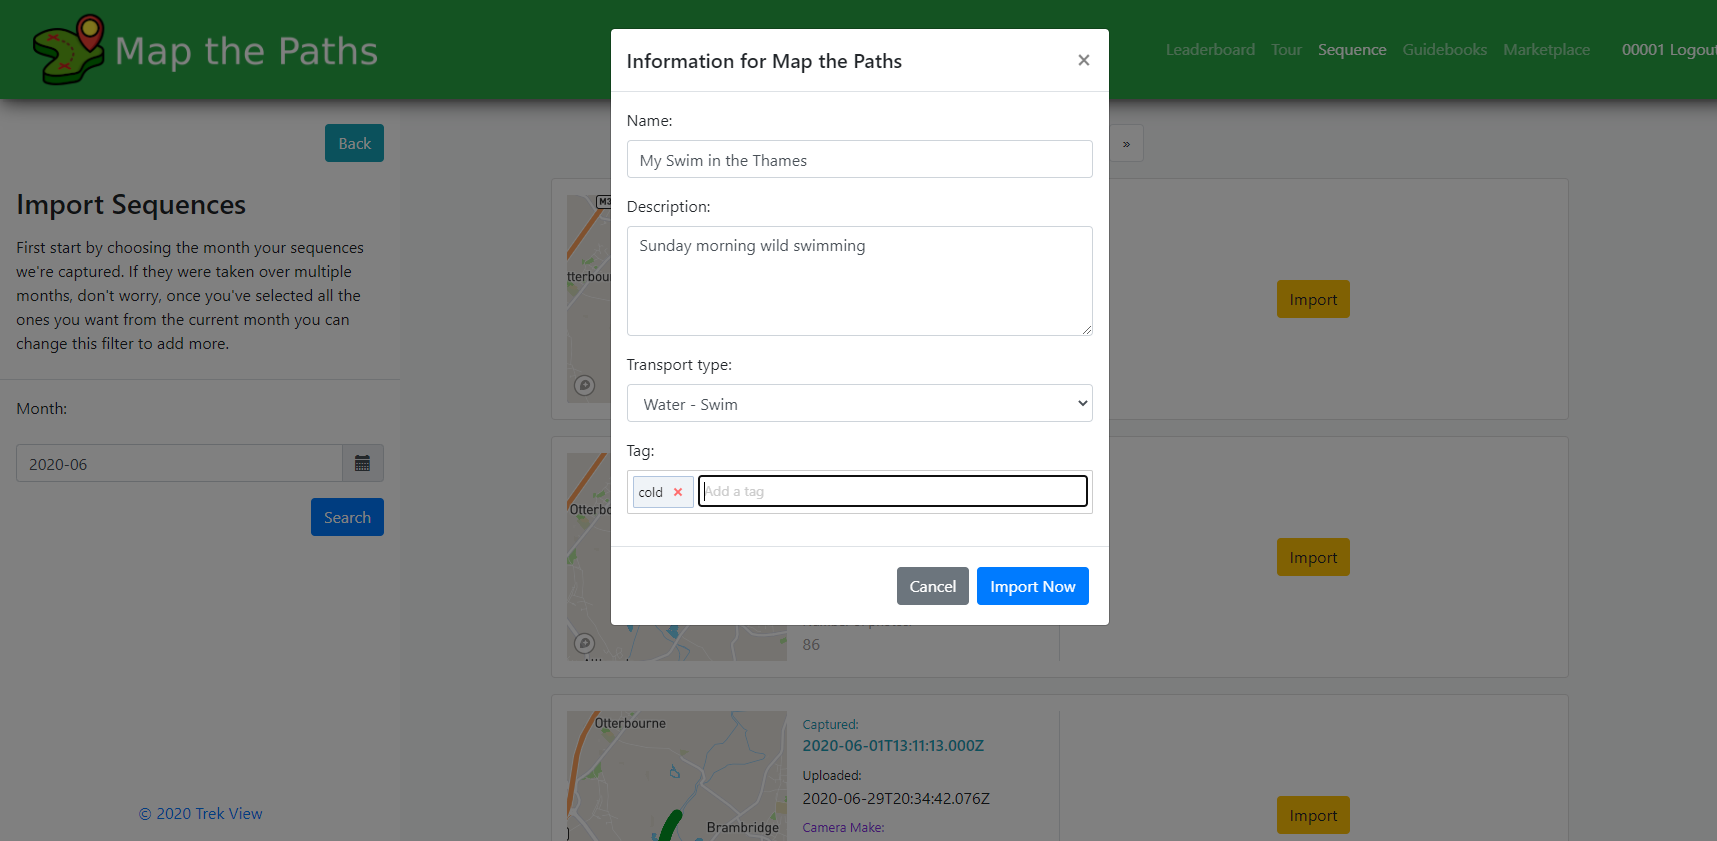 Map the Paths
Leaderboard Tour Sequence Guidebooks Marketplace 00001 Logout
Back
Import Sequences
First start by choosing the month your sequences
we're captured. If they were taken over multiple
months, don't worry, once you've selected all the
ones you want from the current month you can
change this filter to add more.
Month:
2020-06
Search
© 2020 Trek View
Information for Map the Paths
×
Name:
My Swim in the Thames
Description:
Sunday morning wild swimming
Transport type:
Water - Swim
Tag:
cold ×
Add a tag
Cancel
Import Now
»
M3
tterbou
Import
Otterbo
Import
86
Otterbourne
Brambridge
Captured:
2020-06-01T13:11:13.000Z
Uploaded:
2020-06-29T20:34:42.076Z
Camera Make:
Import